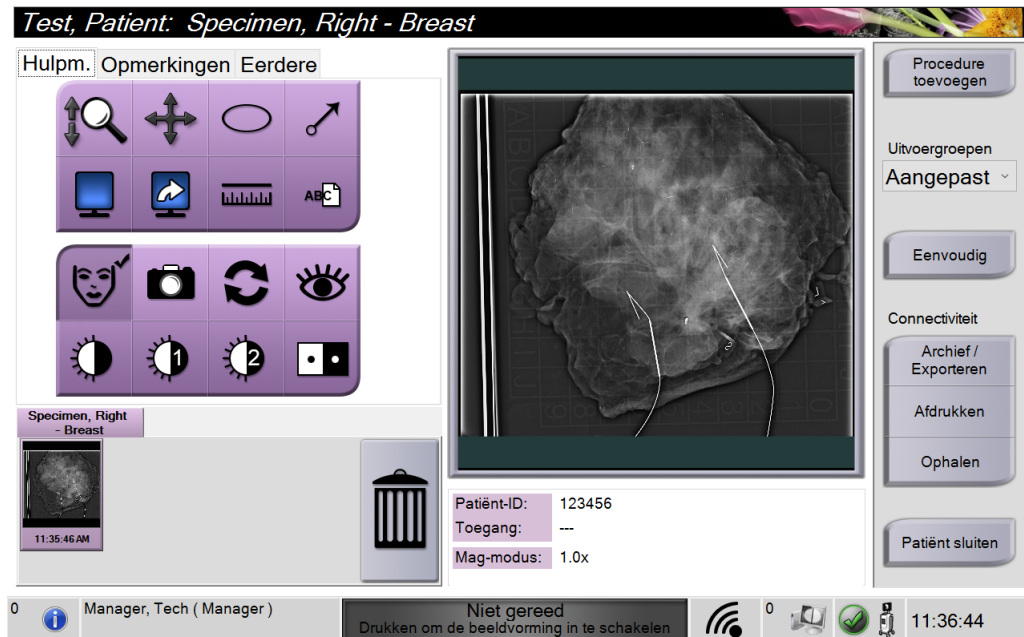 Test, Patient: Specimen, Right - Breast
Hulpm.
Opmerkingen
Eerdere
ABC
1
2
Specimen, Right
- Breast
11:35:46 AM
Patiënt-ID: 123456
Toegang: ---
Mag-modus: 1.0x
Procedure
toevoegen
Uitvoergroepen
Aangepast
Eenvoudig
Connectiviteit
Archief /
Exporteren
Afdrukken
Ophalen
Patiënt sluiten
0
Manager, Tech ( Manager )
Niet gereed
Drukken om de beeldvorming in te schakelen
0
11:36:44